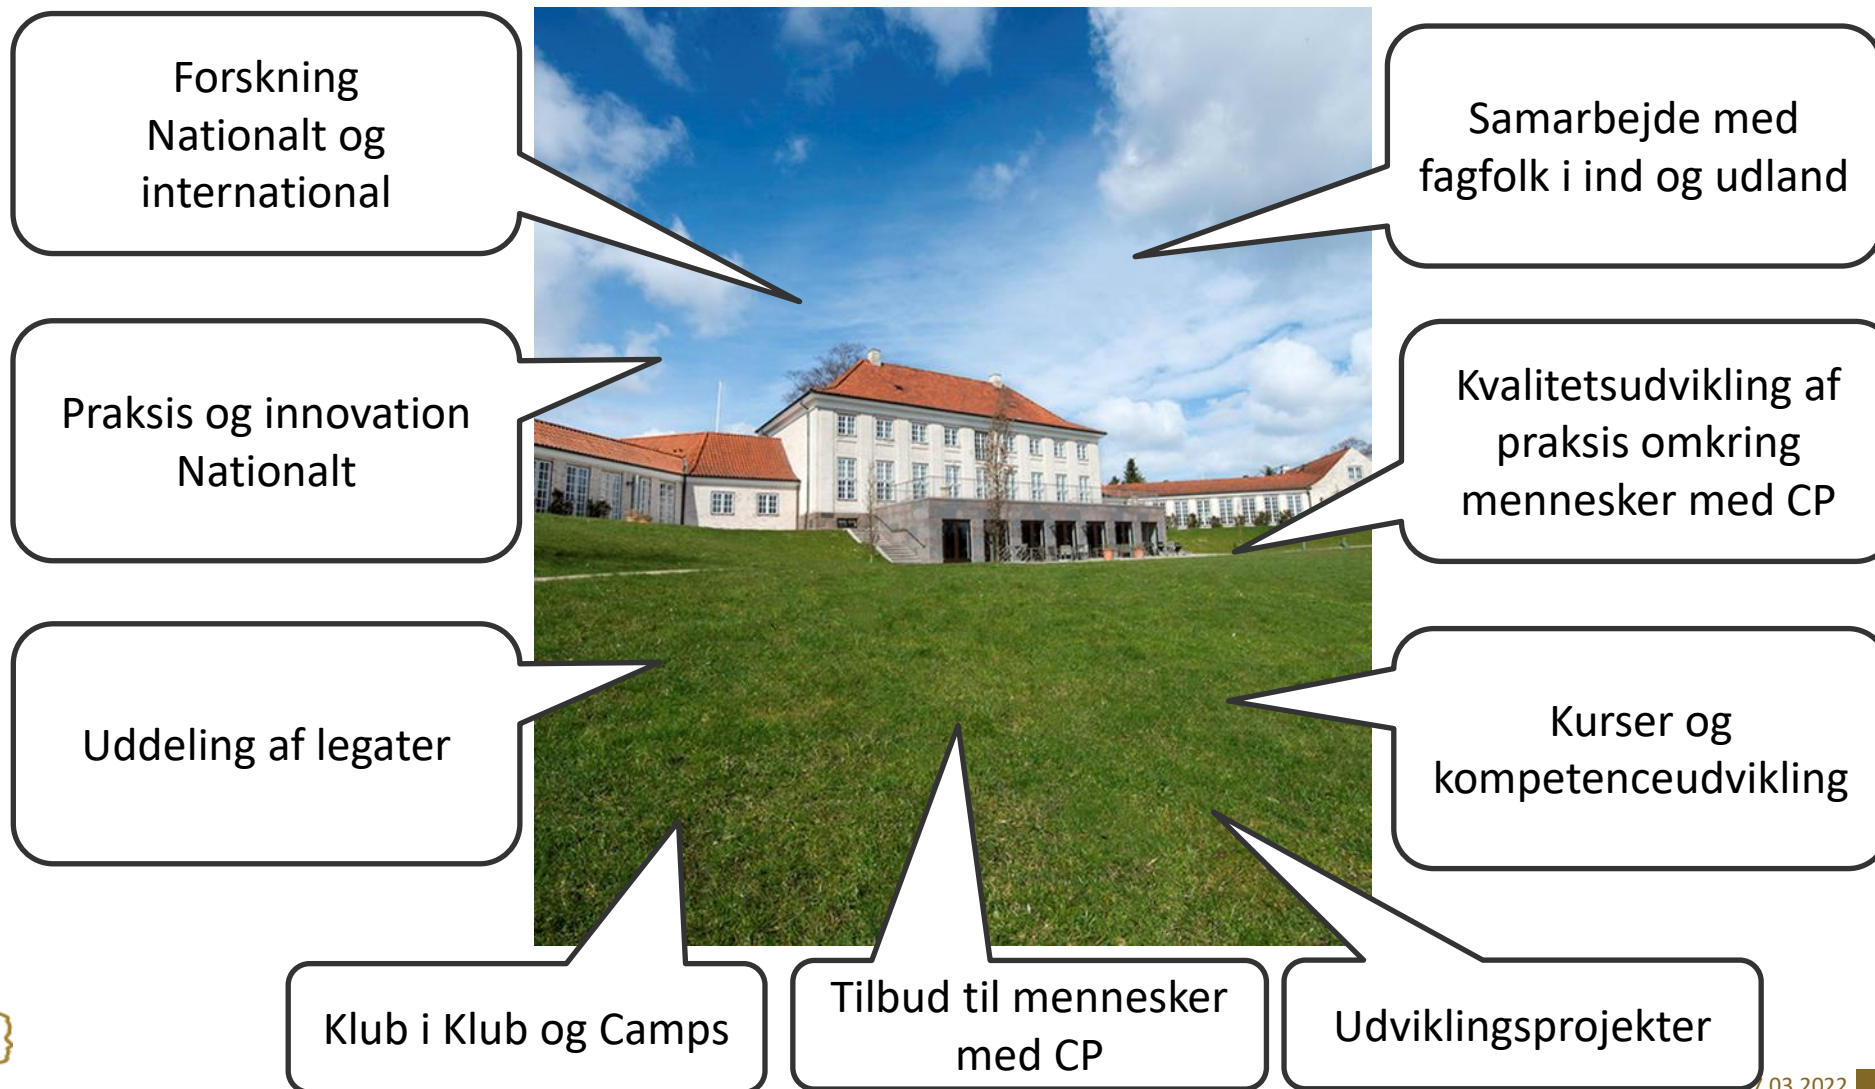 Forskning
Nationalt og
international
Samarbejde med
fagfolk i ind og udland
Praksis og innovation
Nationalt
Kvalitetsudvikling af
praksis omkring
mennesker med CP
Uddeling af legater
Kurser og
kompetenceudvikling
Klub i Klub og Camps
Tilbud til mennesker
med CP
Udviklingsprojekter
.03.2022